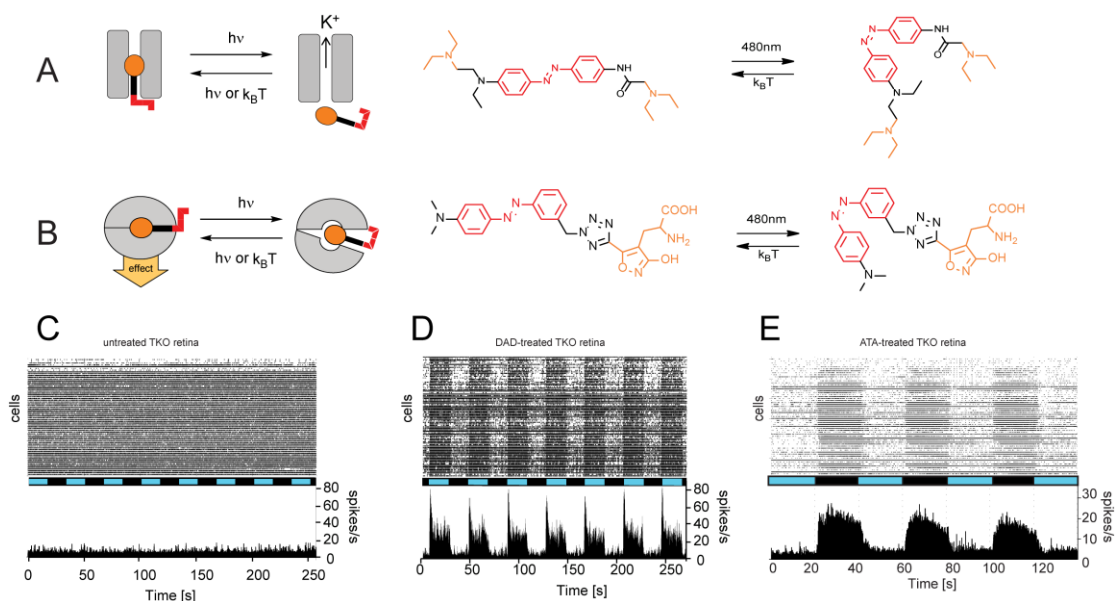 A
hν
hν or kBT
K+
N
N
N
N
NH
O
N
480nm
kBT
N
N
NH
O
N
N
N
B
effect
hν
hν or kBT
N
N
N
N
N
N
N
COOH
NH2
O
N
OH
480nm
kBT
N
N
N
N
N
N
N
COOH
NH2
O
N
OH
C
untreated TKO retina
cells
80
60
40
20
0
spikes/s
0 50 100 150 200 250
Time [s]
D
DAD-treated TKO retina
cells
80
60
40
20
0
spikes/s
0 50 100 150 200 250
Time [s]
E
ATA-treated TKO retina
cells
30
20
10
0
spikes/s
0 20 40 60 80 100 120
Time [s]